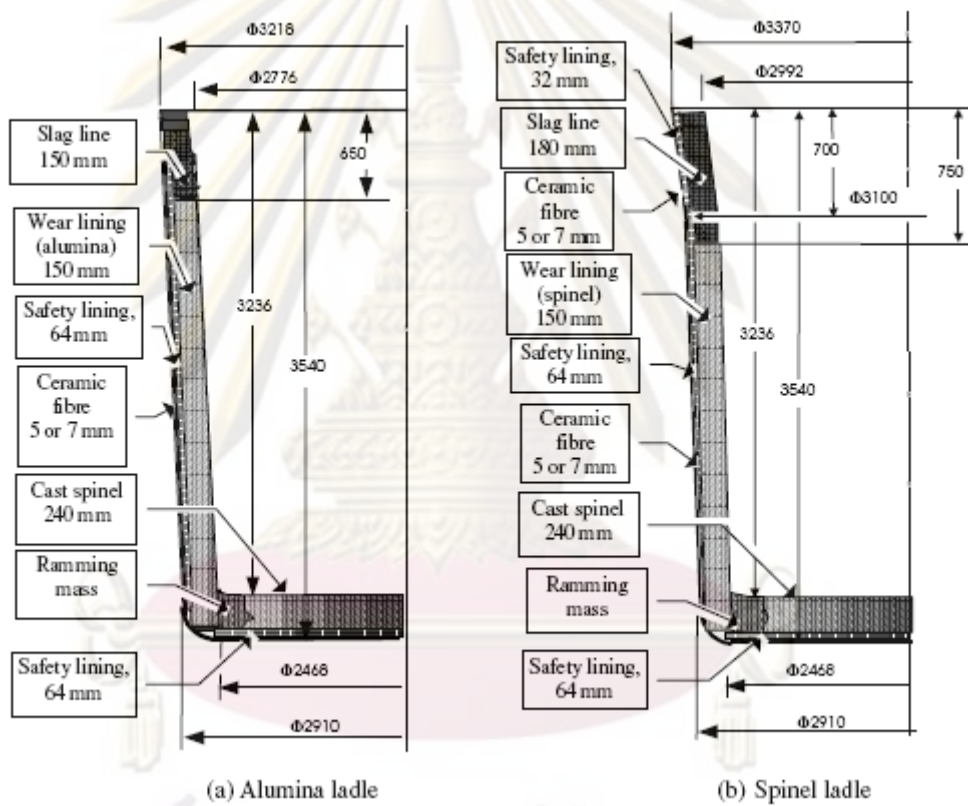 Φ3218
Φ2776
Slag line
150 mm
650
Wear lining
(alumina)
150 mm
Safety lining,
64 mm
3236
3540
Ceramic
fibre
5 or 7 mm
Cast spinel
240 mm
Ramming
mass
Safety lining,
64 mm
Φ2468
Φ2910
(a) Alumina ladle
Φ3370
Safety lining,
32 mm
Φ2992
Slag line
180 mm
700
750
Ceramic
fibre
5 or 7 mm
Φ3100
Wear lining
(spinel)
150 mm
3236
Safety lining,
64 mm
3540
Ceramic
fibre
5 or 7 mm
Cast spinel
240 mm
Ramming
mass
Safety lining,
64 mm
Φ2468
Φ2910
(b) Spinel ladle